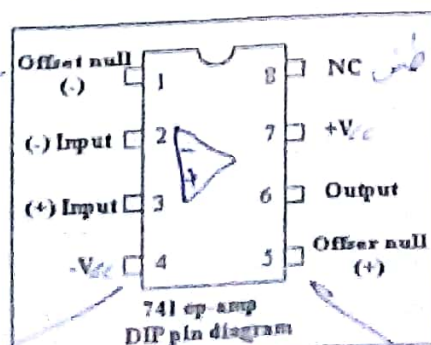 Offset null
(-)
1
8
NC
(-) Input
2
7
+Vcc
(+) Input
3
6
Output
-Vcc
4
5
Offser null
(+)
741 op-amp
DIP pin diagram